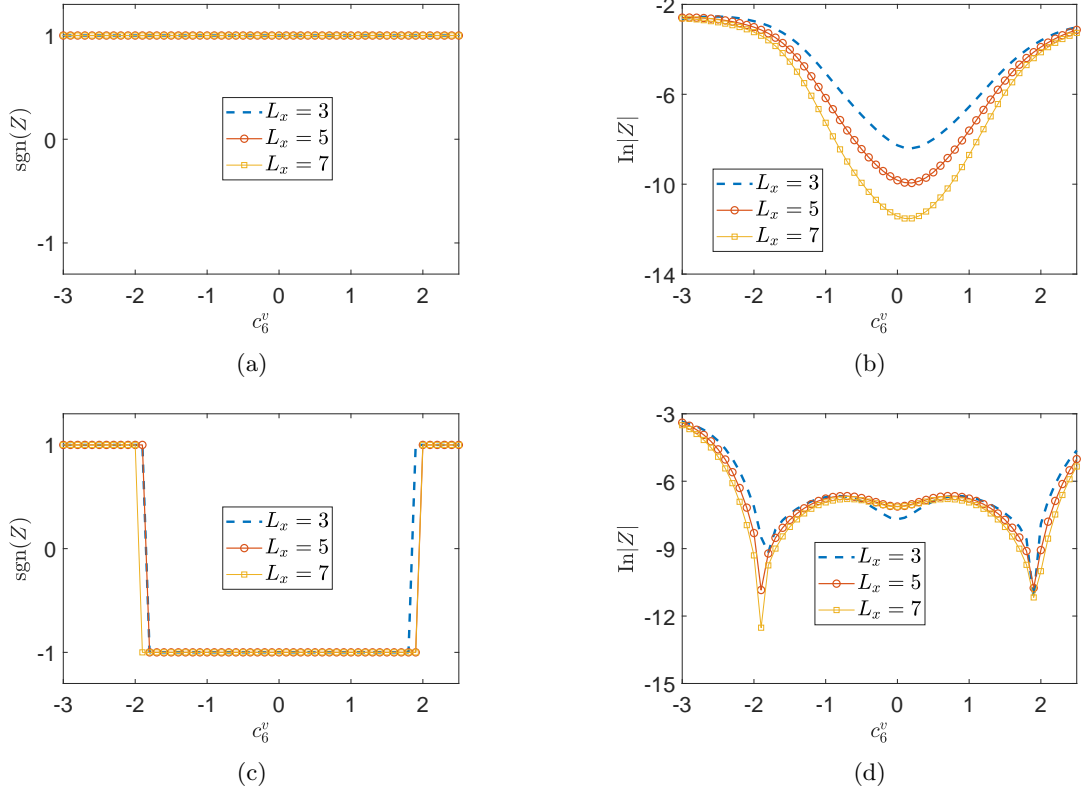 1
0
-1
sgn(Z)
L_x = 3
L_x = 5
L_x = 7
-3 -2 -1 0 1 2
c_6^v
(a)
-2
-6
-10
-14
In|Z|
L_x = 3
L_x = 5
L_x = 7
-3 -2 -1 0 1 2
c_6^v
(b)
1
0
-1
sgn(Z)
L_x = 3
L_x = 5
L_x = 7
-3 -2 -1 0 1 2
c_6^v
(c)
-3
-6
-9
-12
-15
In|Z|
L_x = 3
L_x = 5
L_x = 7
-3 -2 -1 0 1 2
c_6^v
(d)